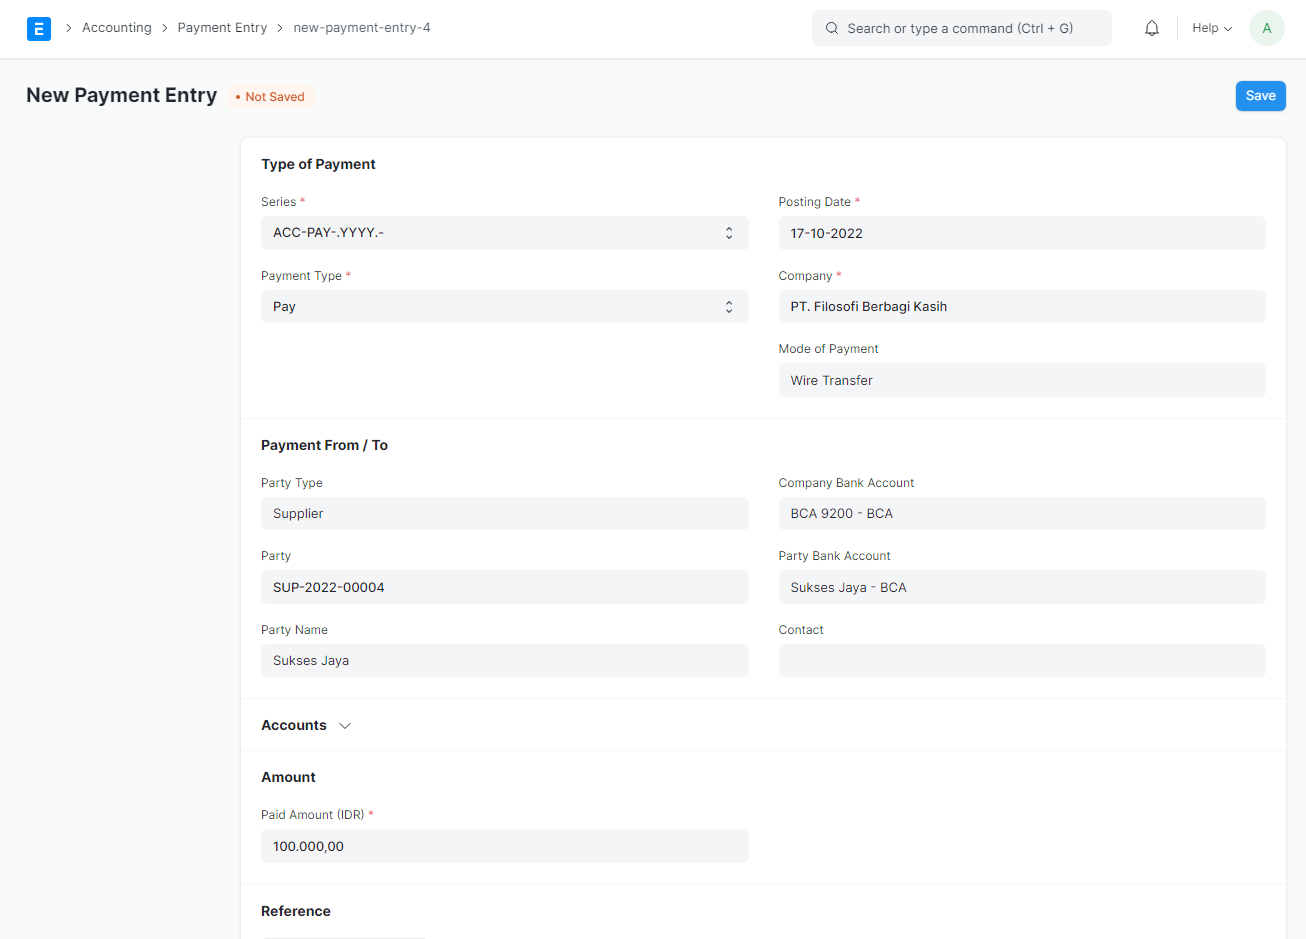 E Accounting Payment Entry new-payment-entry-4 Search or type a command (Ctrl + G) Help A
New Payment Entry • Not Saved Save
Type of Payment
Series * Posting Date *
ACC-PAY-.YYYY.- 17-10-2022
Payment Type * Company *
Pay PT. Filosofi Berbagi Kasih
Mode of Payment
Wire Transfer
Payment From / To
Party Type Company Bank Account
Supplier BCA 9200 - BCA
Party Party Bank Account
SUP-2022-00004 Sukses Jaya - BCA
Party Name Contact
Sukses Jaya
Accounts
Amount
Paid Amount (IDR) *
100.000,00
Reference